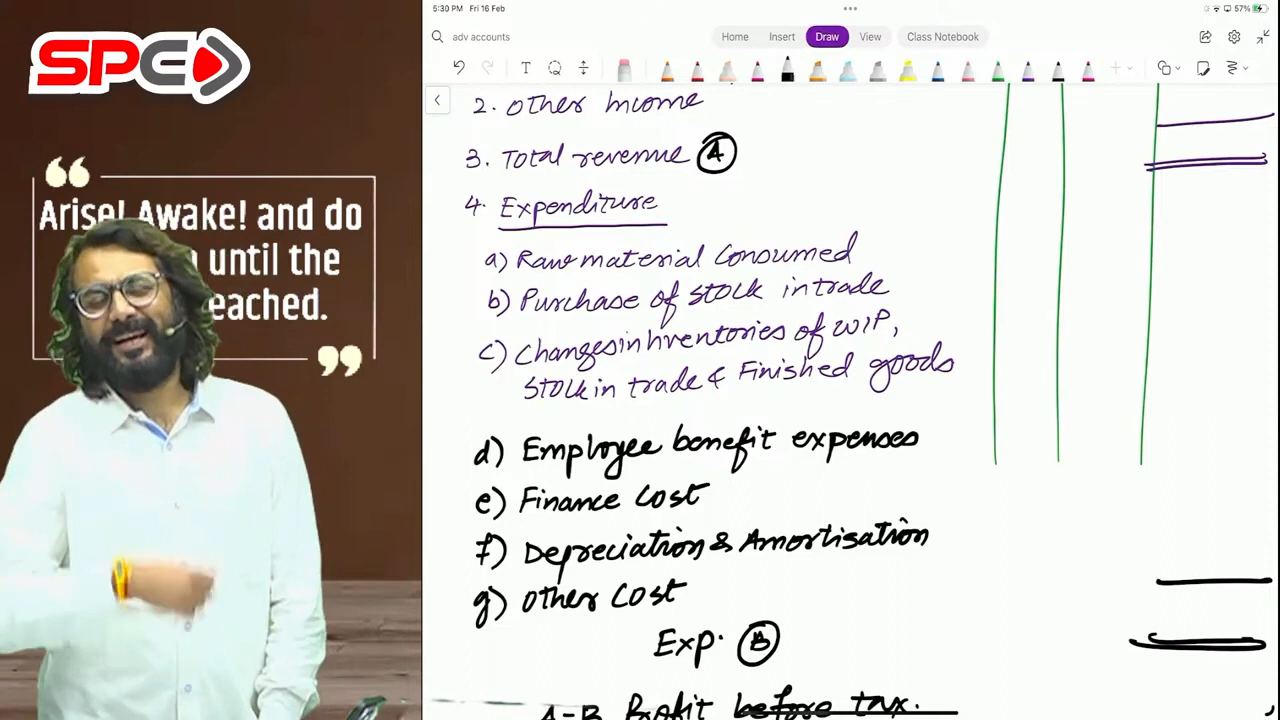 5:30 PM Fri 16 Feb
57%
adv accounts
Home Insert Draw View Class Notebook
SPE
“
Arise! Awake! and do
until the
eached.
”
2. Other Income
3. Total revenue A
4. Expenditure
a) Raw material Consumed
b) Purchase of stock in trade
c) Changes in Inventories of WIP,
Stock in trade & Finished goods
d) Employee benefit expenses
e) Finance Cost
f) Depreciation & Amortisation
g) Other Cost
Exp. B
A-B Profit before tax.